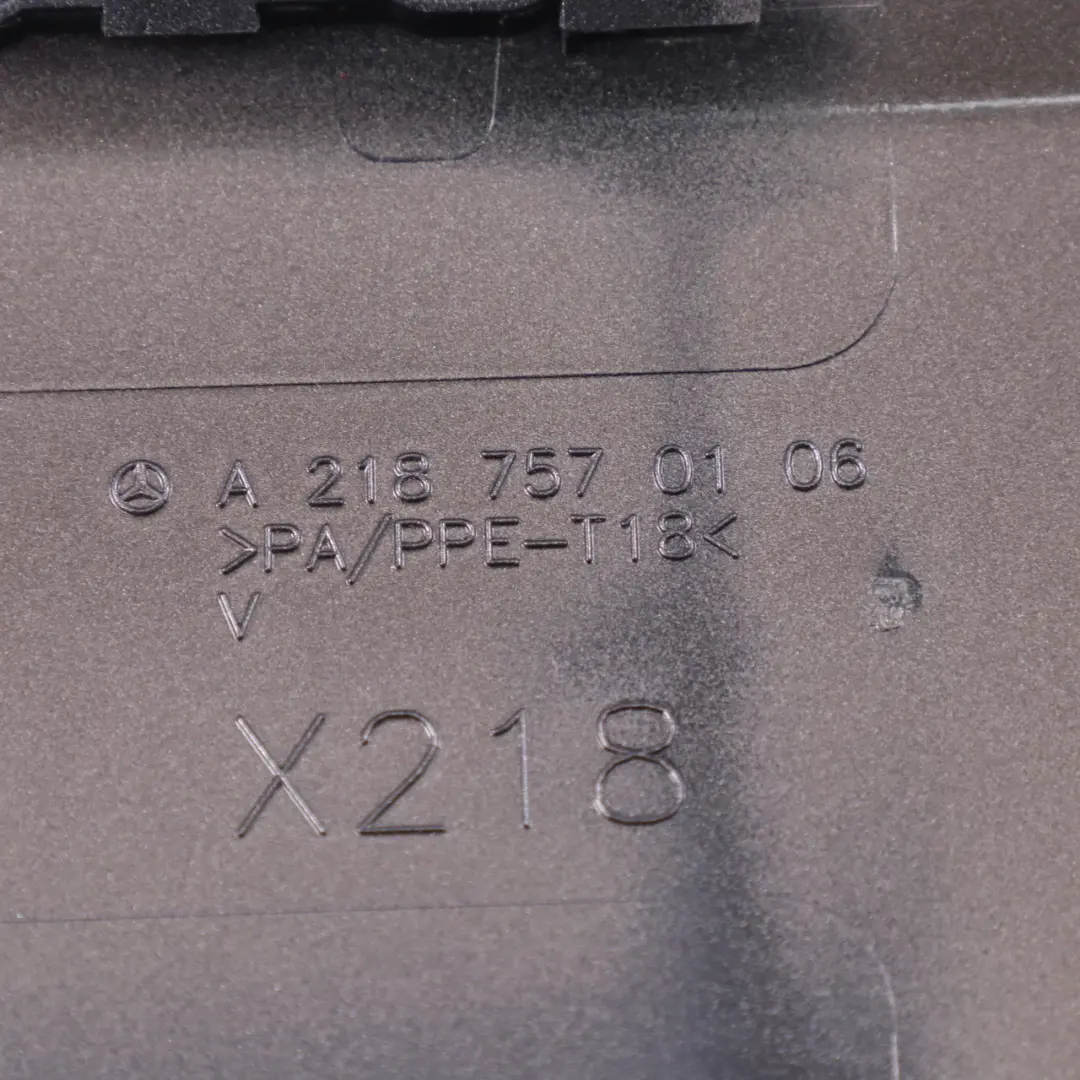 A 218 757 01 06
>PA/PPE-T18<
V
X218